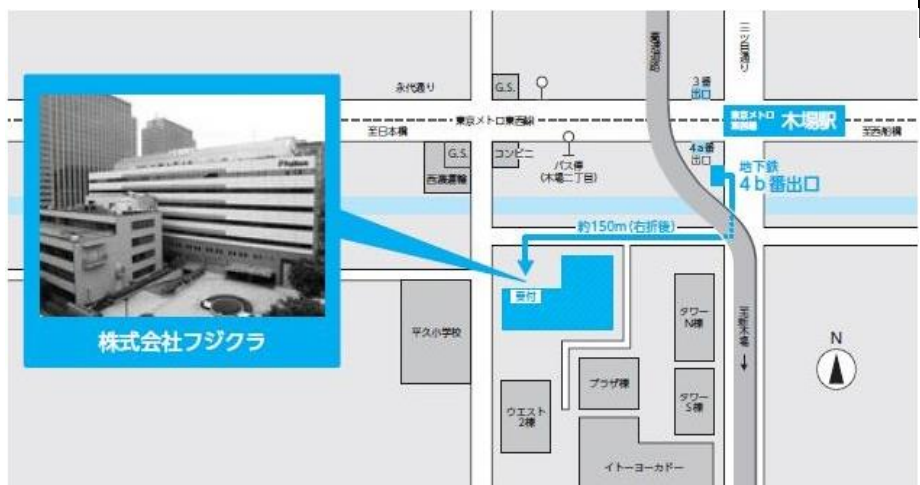 永代通り
G.S.
3番
出口
三ツ目通り
首都高速
東京メトロ東西線
東京メトロ
東西線
木場駅
至日本橋
至西船橋
G.S.
コンビニ
バス停
(木場二丁目)
4a番
出口
地下鉄
4b番出口
西濃運輸
約150m(右折後)
Fujikura
株式会社フジクラ
受付
平久小学校
タワー
N棟
至新木場
N
プラザ棟
ウエスト
2棟
タワー
S棟
イトーヨーカドー